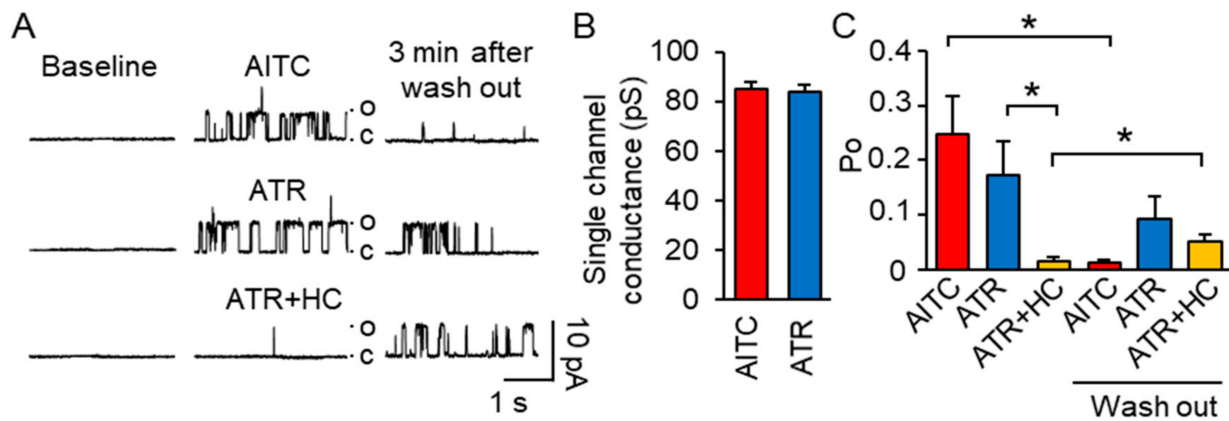 A
Baseline
AITC
3 min after
wash out
O
C
ATR
O
C
ATR+HC
O
C
10 pA
1 s
B
Single channel
conductance (pS)
100
80
60
40
20
0
AITC
ATR
C
Po
0.4
0.3
0.2
0.1
0
*
*
*
AITC
ATR
ATR+HC
AITC
ATR
ATR+HC
Wash out